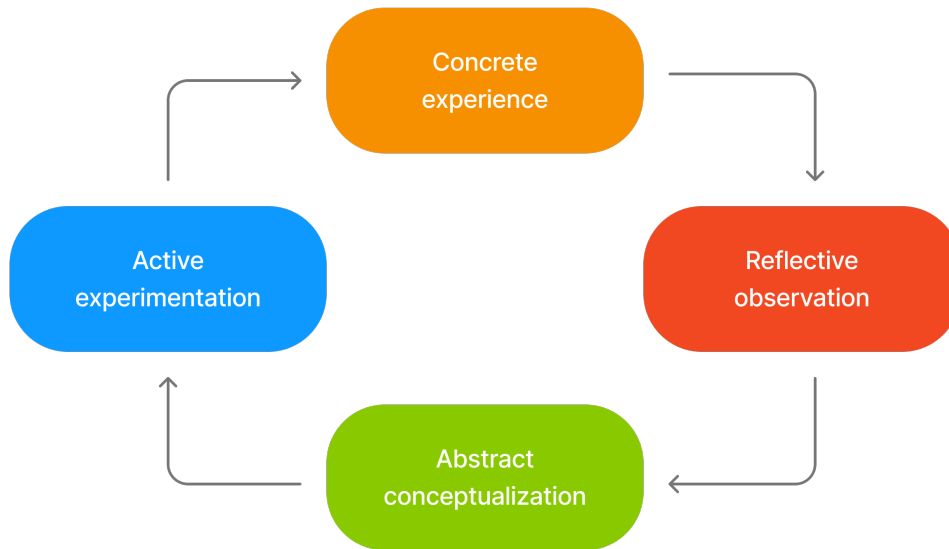 Concrete
experience
Active
experimentation
Reflective
observation
Abstract
conceptualization